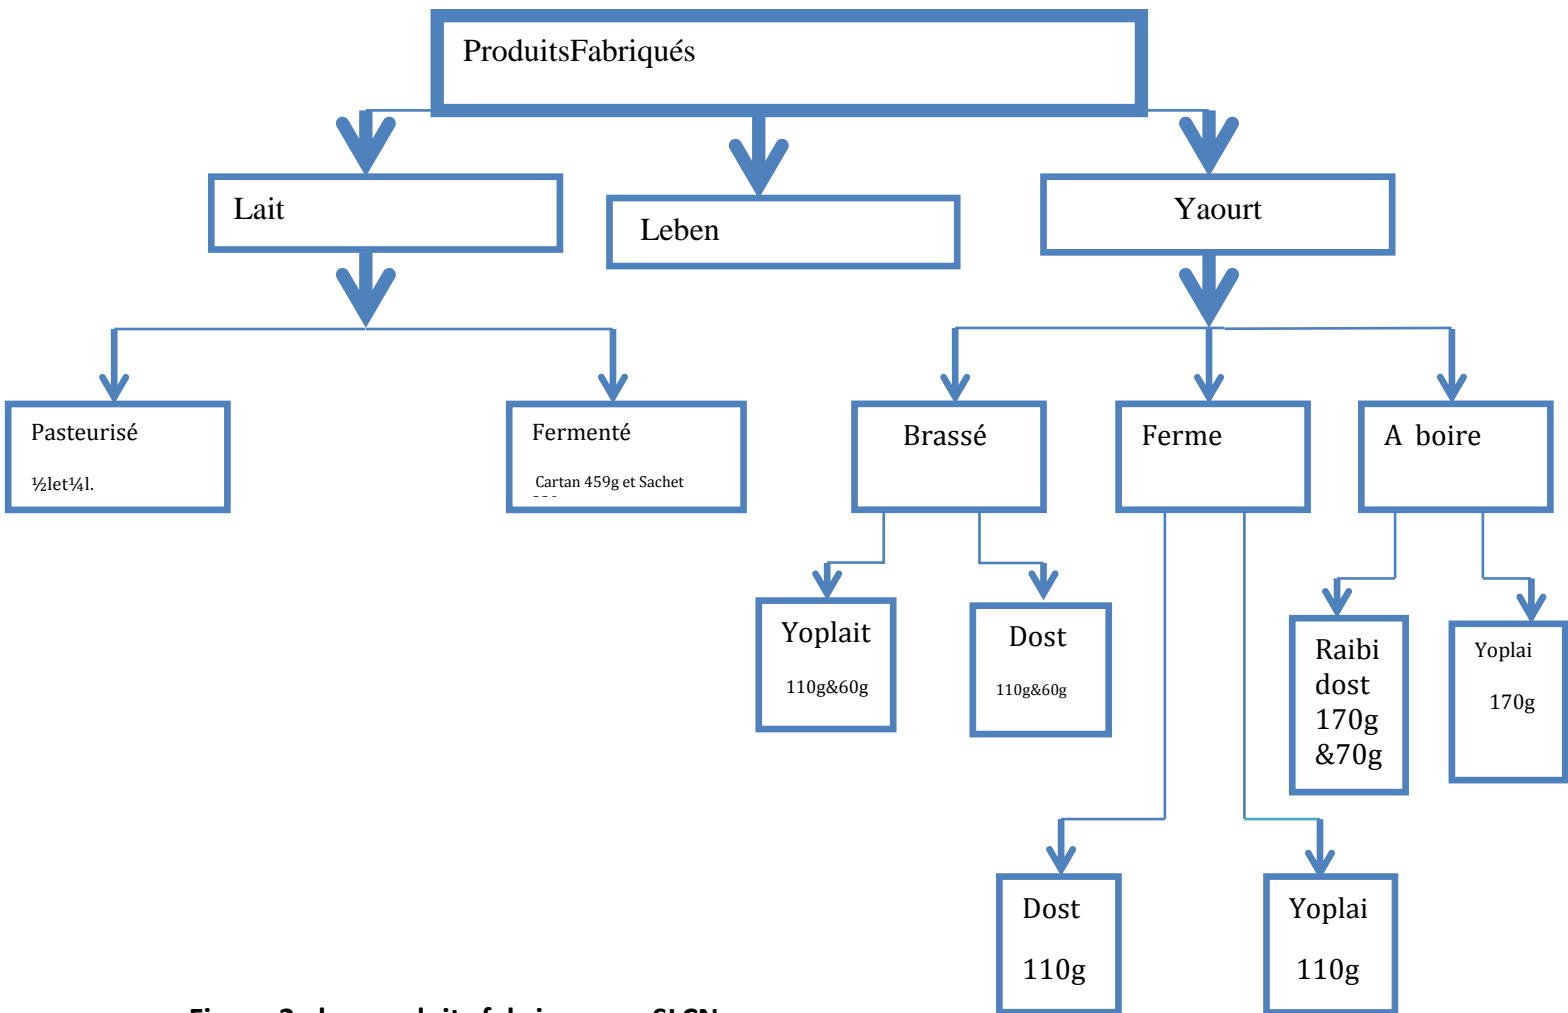 ProduitsFabriqués
Lait
Leben
Yaourt
Pasteurisé
½let¼l.
Fermenté
Cartan 459g et Sachet
Brassé
Ferme
A boire
Yoplait
110g&60g
Dost
110g&60g
Raibi
dost
170g
&70g
Yoplai
170g
Dost
110g
Yoplai
110g